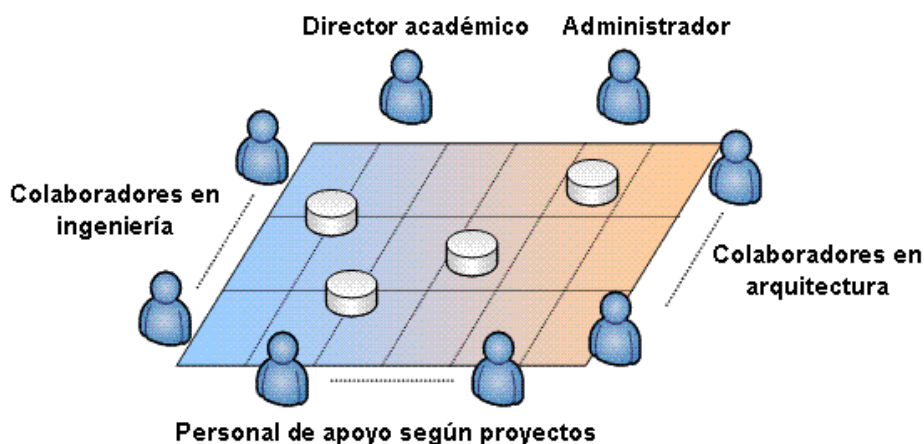 Director académico
Administrador
Colaboradores en
ingeniería
Colaboradores en
arquitectura
Personal de apoyo según proyectos